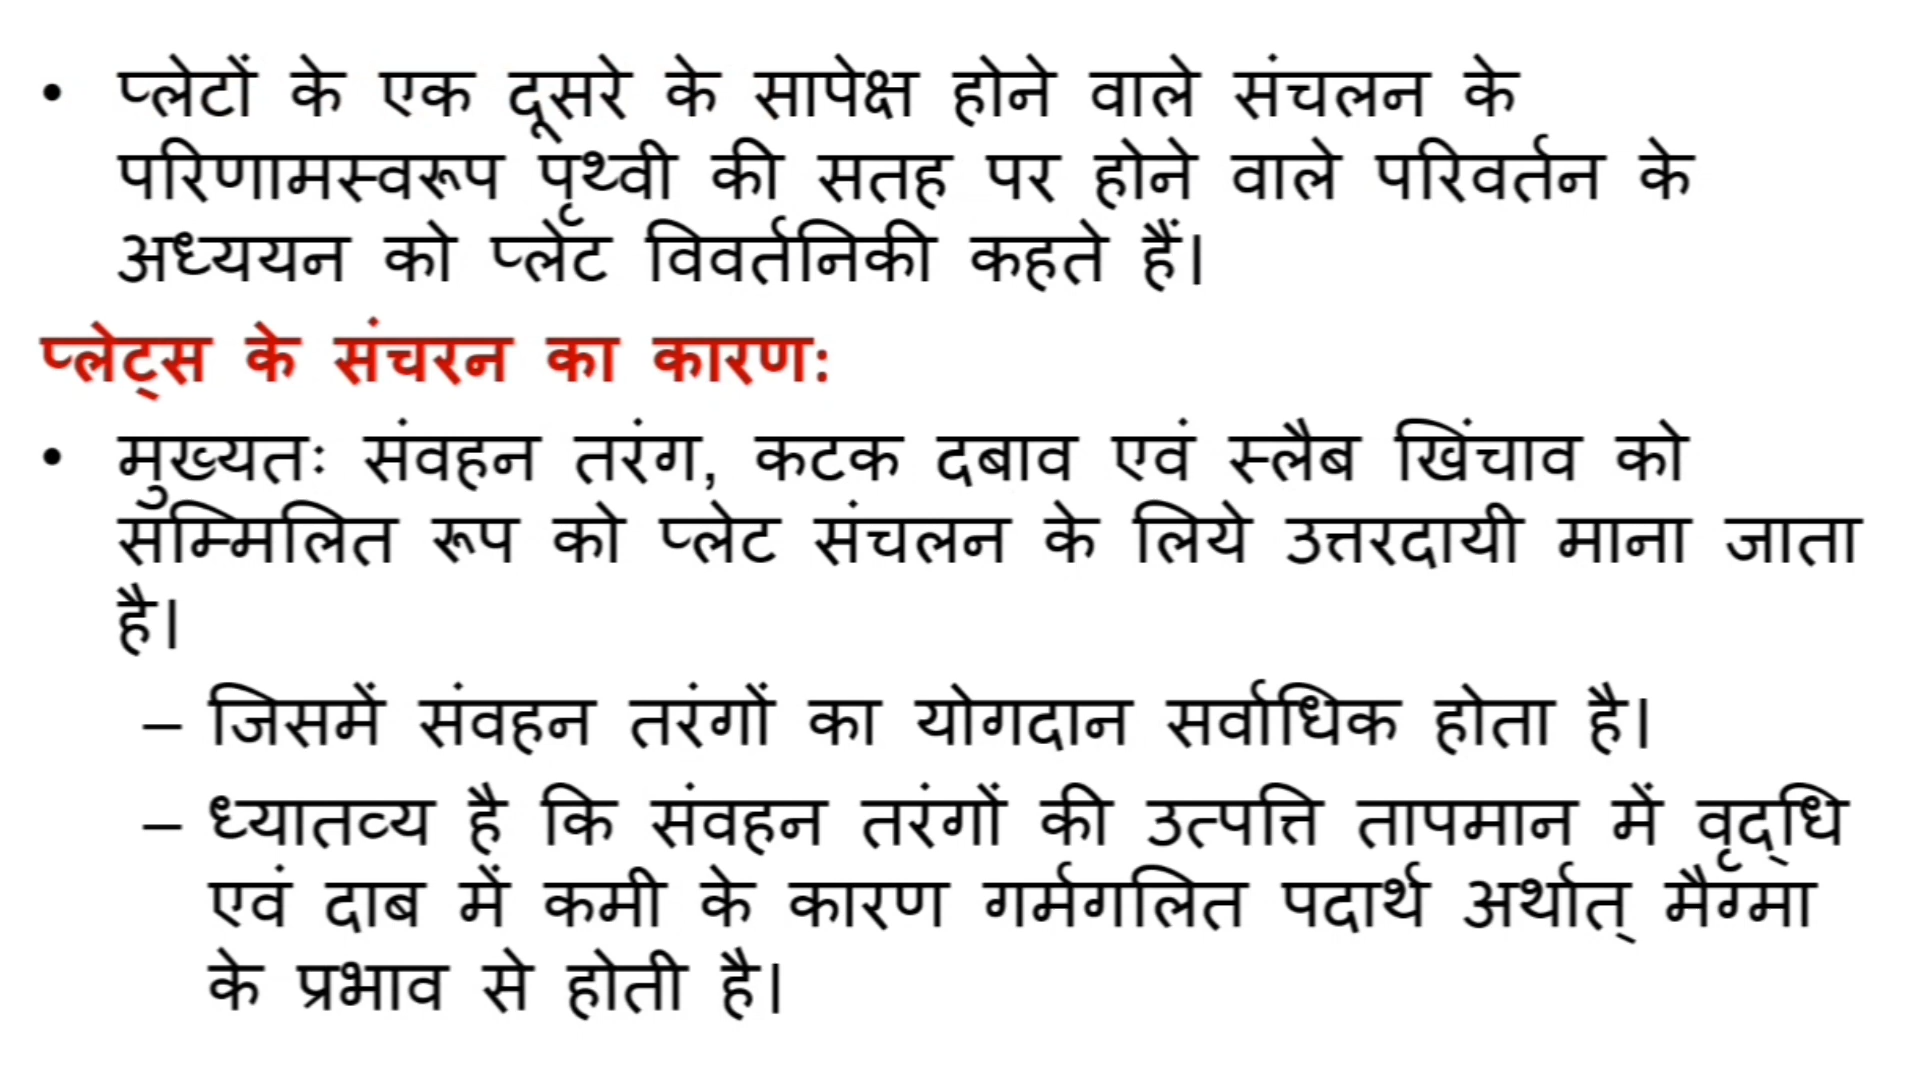 • प्लेटों के एक दूसरे के सापेक्ष होने वाले संचलन के
परिणामस्वरूप पृथ्वी की सतह पर होने वाले परिवर्तन के
अध्ययन को प्लेट विवर्तनिकी कहते हैं।
प्लेट्स के संचरन का कारण:
• मुख्यतः संवहन तरंग, कटक दबाव एवं स्लैब खिंचाव को
सम्मिलित रूप को प्लेट संचलन के लिये उत्तरदायी माना जाता
है।
– जिसमें संवहन तरंगों का योगदान सर्वाधिक होता है।
– ध्यातव्य है कि संवहन तरंगों की उत्पत्ति तापमान में वृद्धि
एवं दाब में कमी के कारण गर्मगलित पदार्थ अर्थात् मैग्मा
के प्रभाव से होती है।